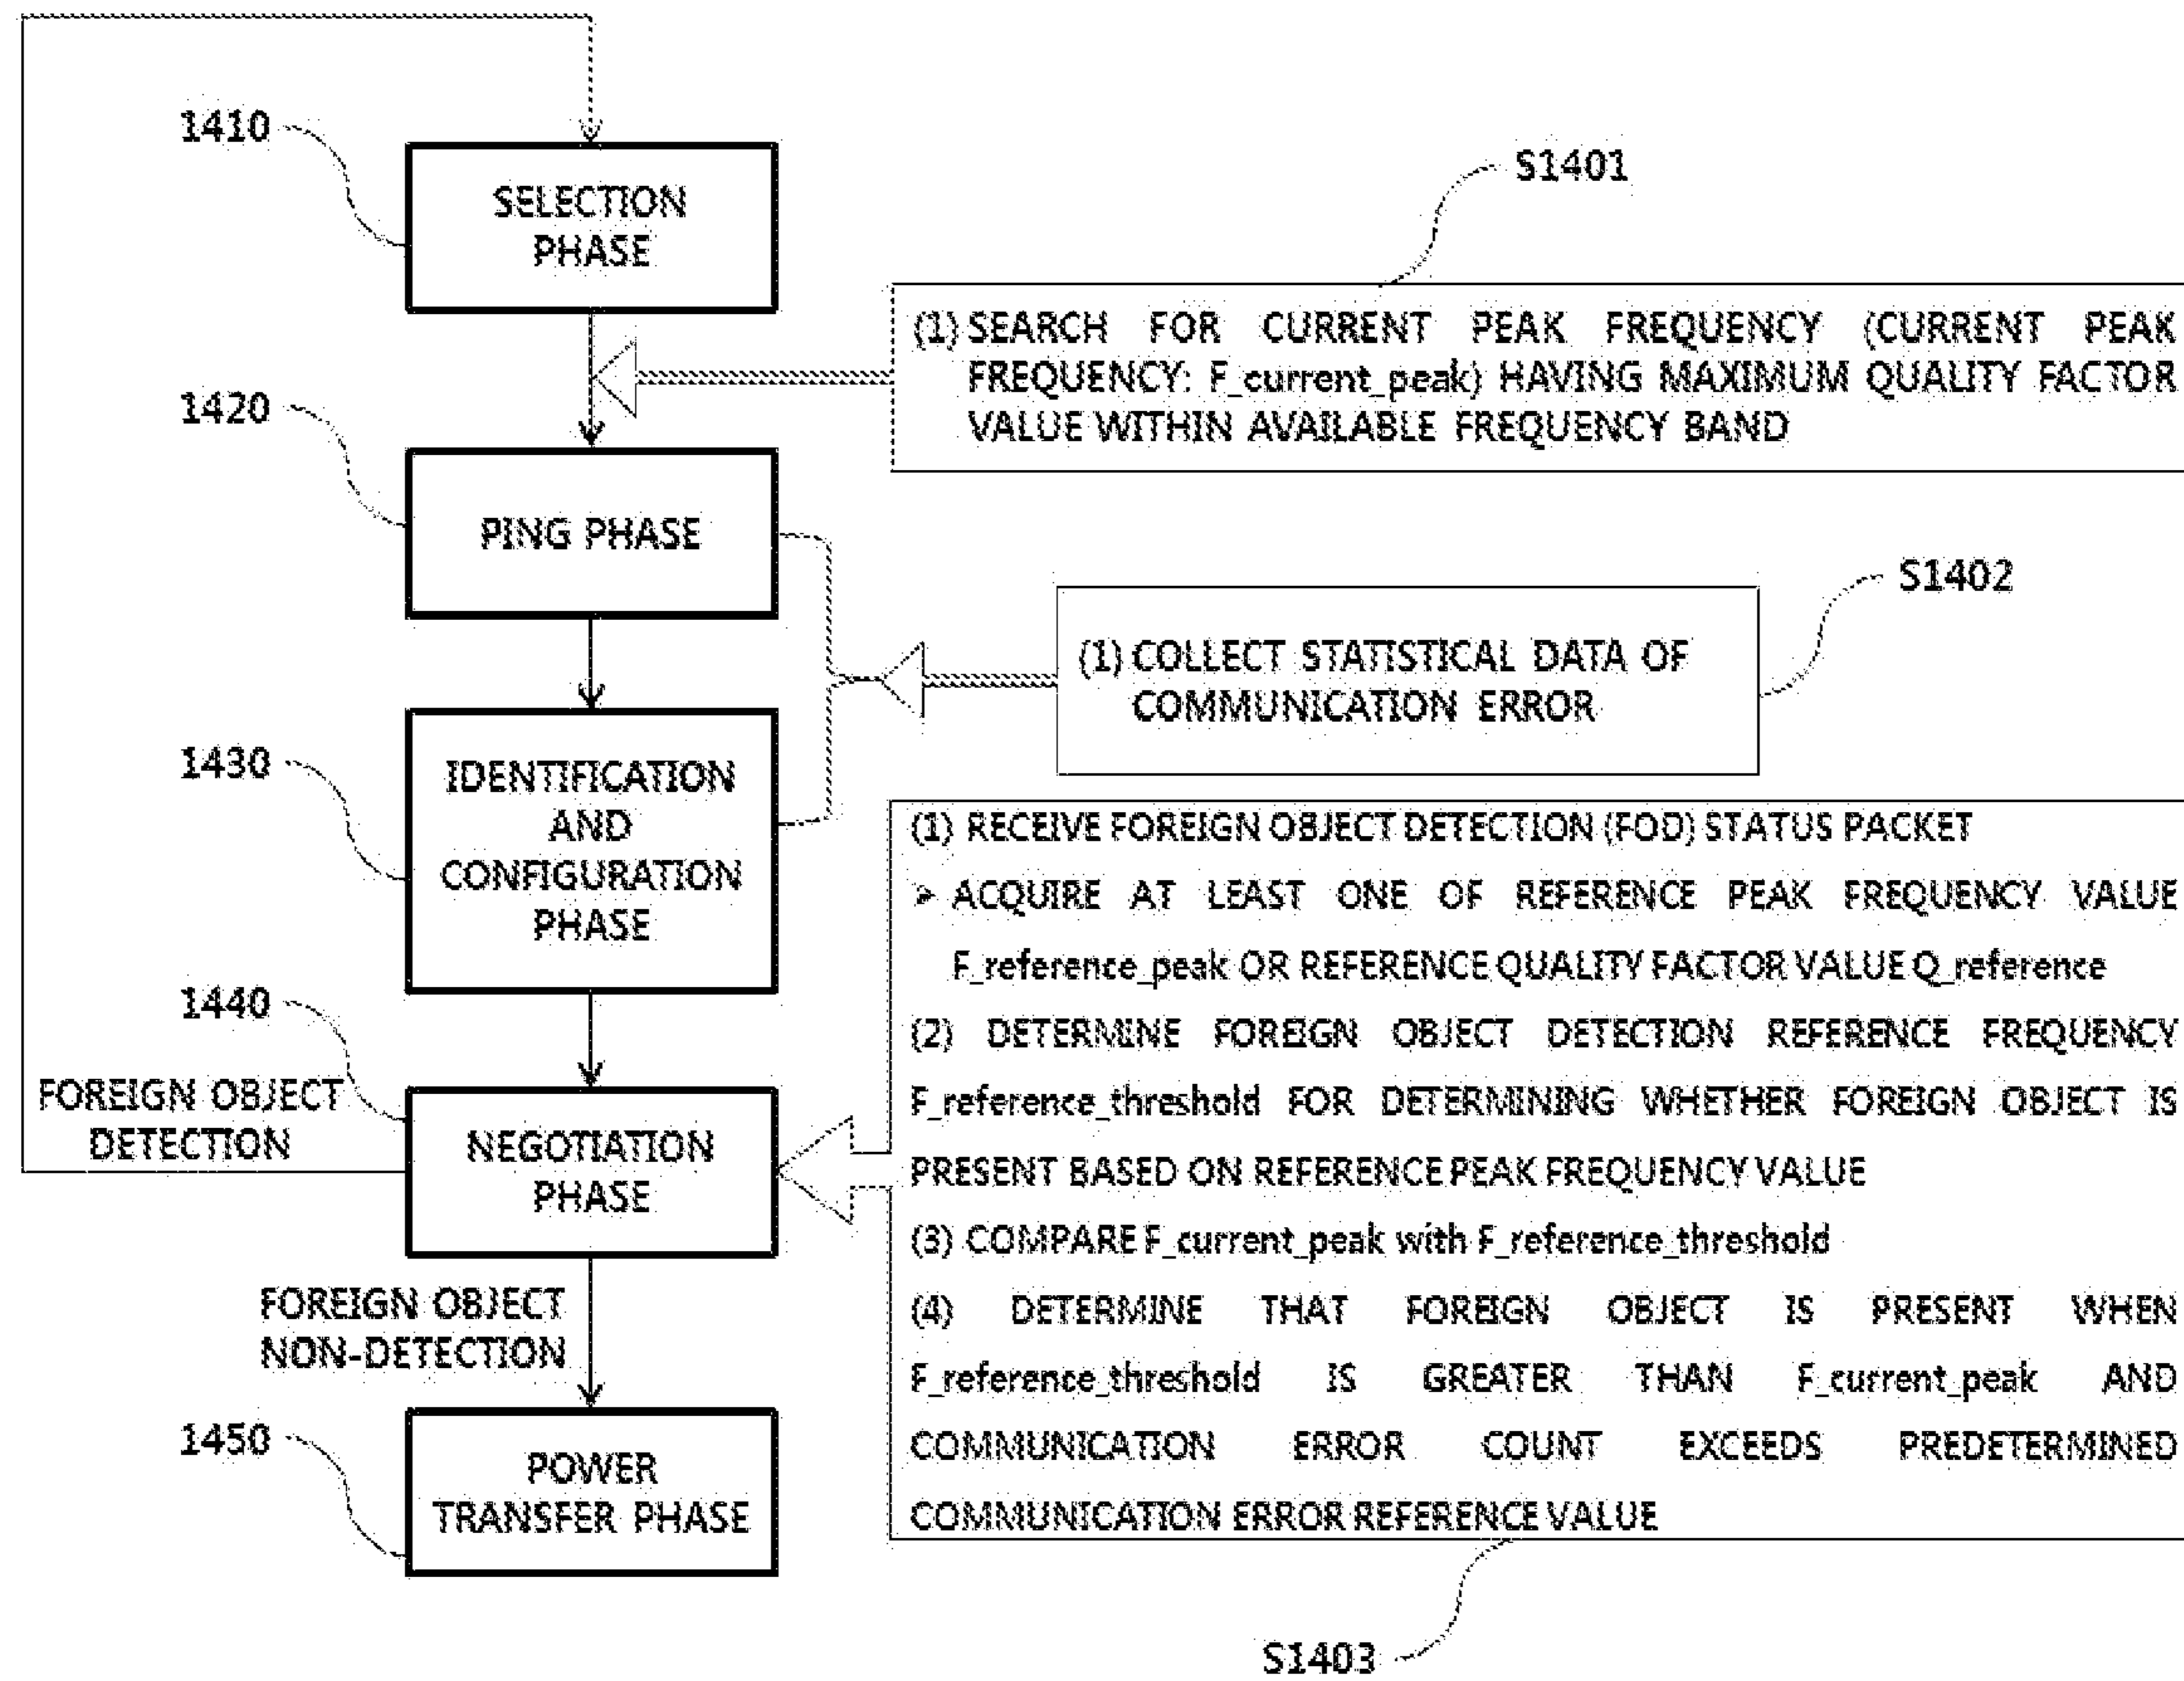 1410
SELECTION
PHASE
S1401
(1) SEARCH FOR CURRENT PEAK FREQUENCY (CURRENT PEAK
FREQUENCY: F_current_peak) HAVING MAXIMUM QUALITY FACTOR
VALUE WITHIN AVAILABLE FREQUENCY BAND
1420
PING PHASE
S1402
(1) COLLECT STATISTICAL DATA OF
COMMUNICATION ERROR
1430
IDENTIFICATION
AND
CONFIGURATION
PHASE
1440
FOREIGN OBJECT
DETECTION
NEGOTIATION
PHASE
(1) RECEIVE FOREIGN OBJECT DETECTION (FOD) STATUS PACKET
➤ ACQUIRE AT LEAST ONE OF REFERENCE PEAK FREQUENCY VALUE
F_reference_peak OR REFERENCE QUALITY FACTOR VALUE Q_reference
(2) DETERMINE FOREIGN OBJECT DETECTION REFERENCE FREQUENCY
F_reference_threshold FOR DETERMINING WHETHER FOREIGN OBJECT IS
PRESENT BASED ON REFERENCE PEAK FREQUENCY VALUE
(3) COMPARE F_current_peak with F_reference_threshold
(4) DETERMINE THAT FOREIGN OBJECT IS PRESENT WHEN
F_reference_threshold IS GREATER THAN F_current_peak AND
COMMUNICATION ERROR COUNT EXCEEDS PREDETERMINED
COMMUNICATION ERROR REFERENCE VALUE
FOREIGN OBJECT
NON-DETECTION
1450
POWER
TRANSFER PHASE
S1403